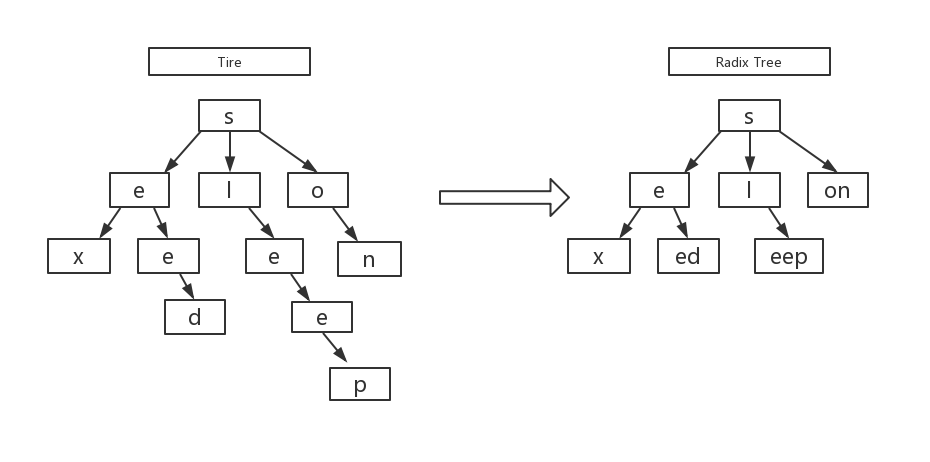 Tire
Radix Tree
s
s
e l o
e l on
x e e n
x ed eep
d e
p